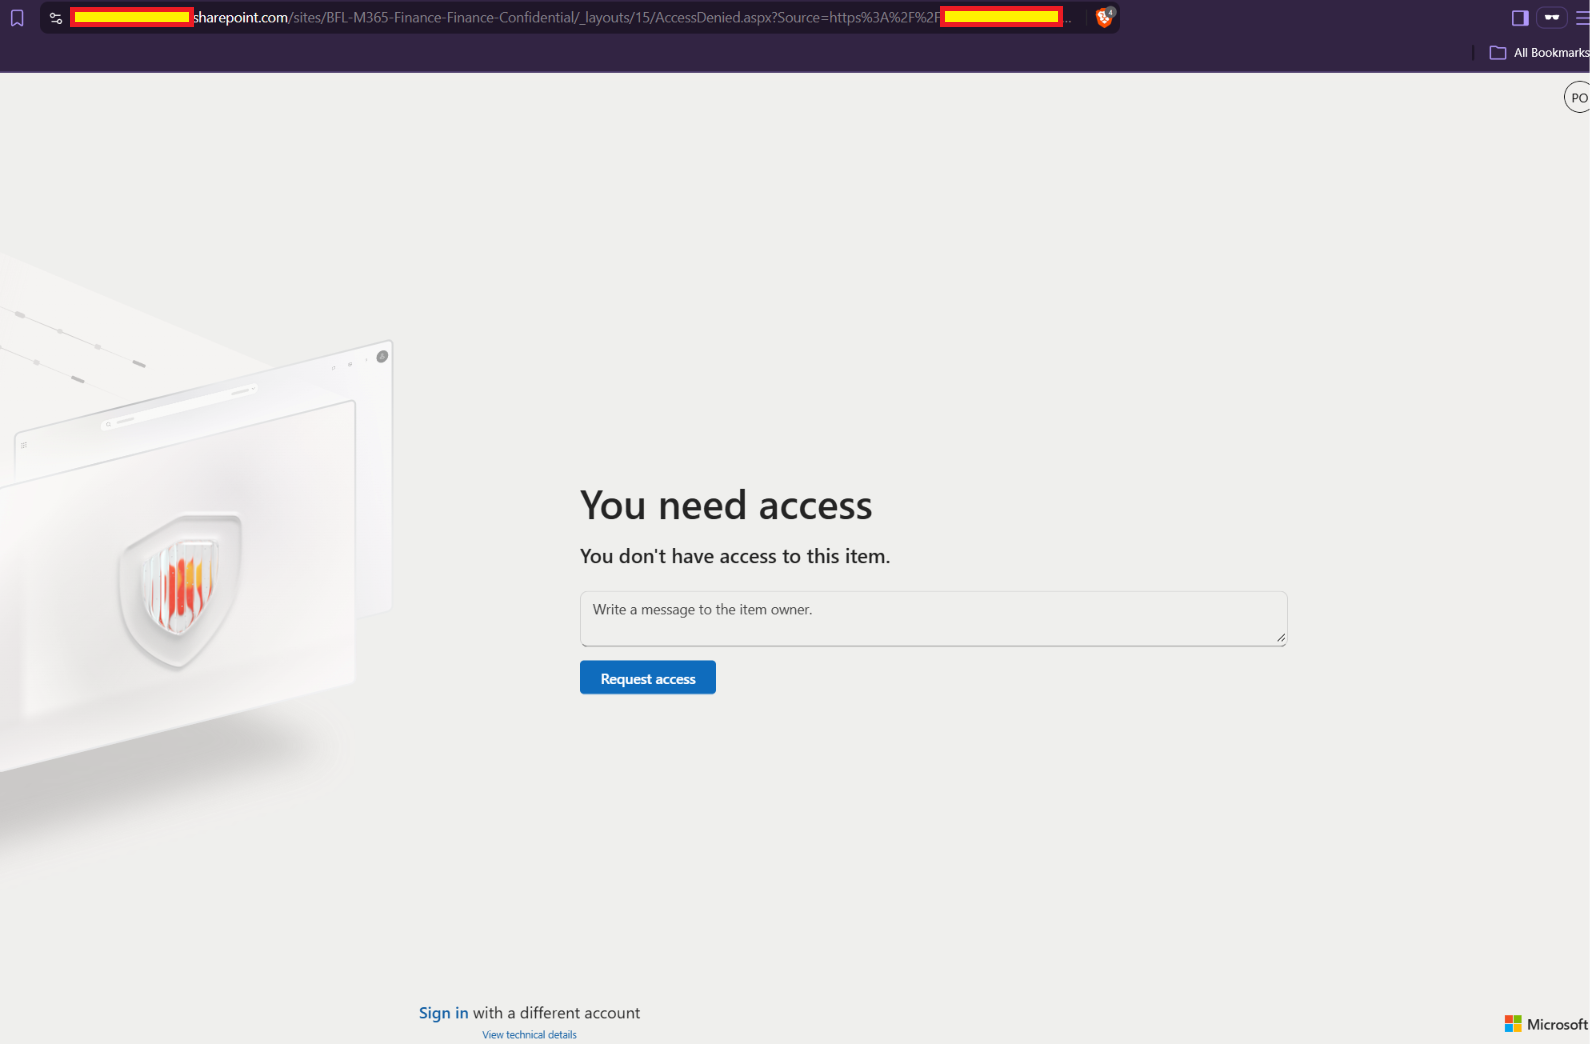 sharepoint.com/sites/BFL-M365-Finance-Finance-Confidential/_layouts/15/AccessDenied.aspx?Source=https%3A%2F%2F
...
4
All Bookmarks
PO
You need access
You don't have access to this item.
Write a message to the item owner.
Request access
Sign in with a different account
View technical details
Microsoft